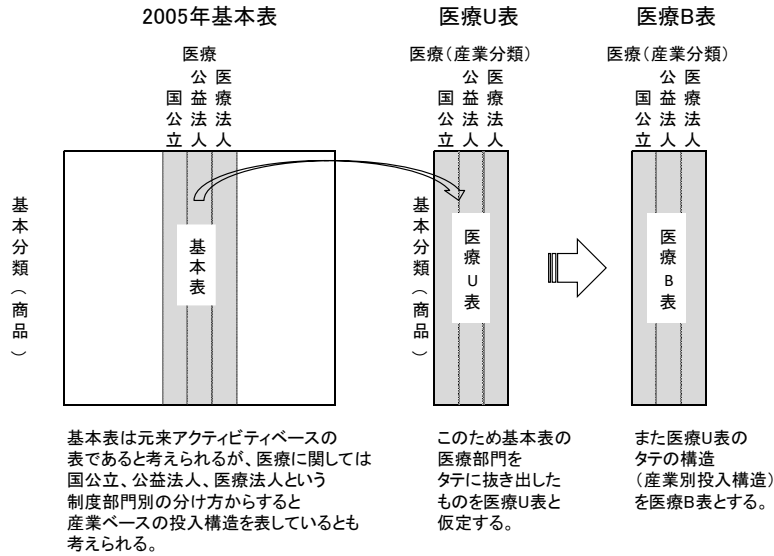 2005年基本表
医療
国公立
公益法人
医療法人
基本分類(商品)
基本表
基本表は元来アクティビティベースの
表であると考えられるが、医療に関しては
国公立、公益法人、医療法人という
制度部門別の分け方からすると
産業ベースの投入構造を表しているとも
考えられる。
医療U表
医療(産業分類)
国公立
公益法人
医療法人
基本分類(商品)
医療U表
このため基本表の
医療部門を
タテに抜き出した
ものを医療U表と
仮定する。
医療B表
医療(産業分類)
国公立
公益法人
医療法人
医療B表
また医療U表の
タテの構造
(産業別投入構造)
を医療B表とする。